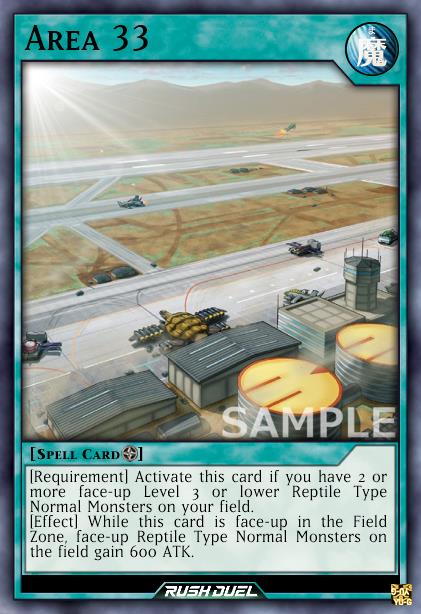 Area 33
ま
魔
SAMPLE
[Spell Card]
[Requirement] Activate this card if you have 2 or
more face-up Level 3 or lower Reptile Type
Normal Monsters on your field.
[Effect] While this card is face-up in the Field
Zone, face-up Reptile Type Normal Monsters on
the field gain 600 ATK.
RUSH DUEL